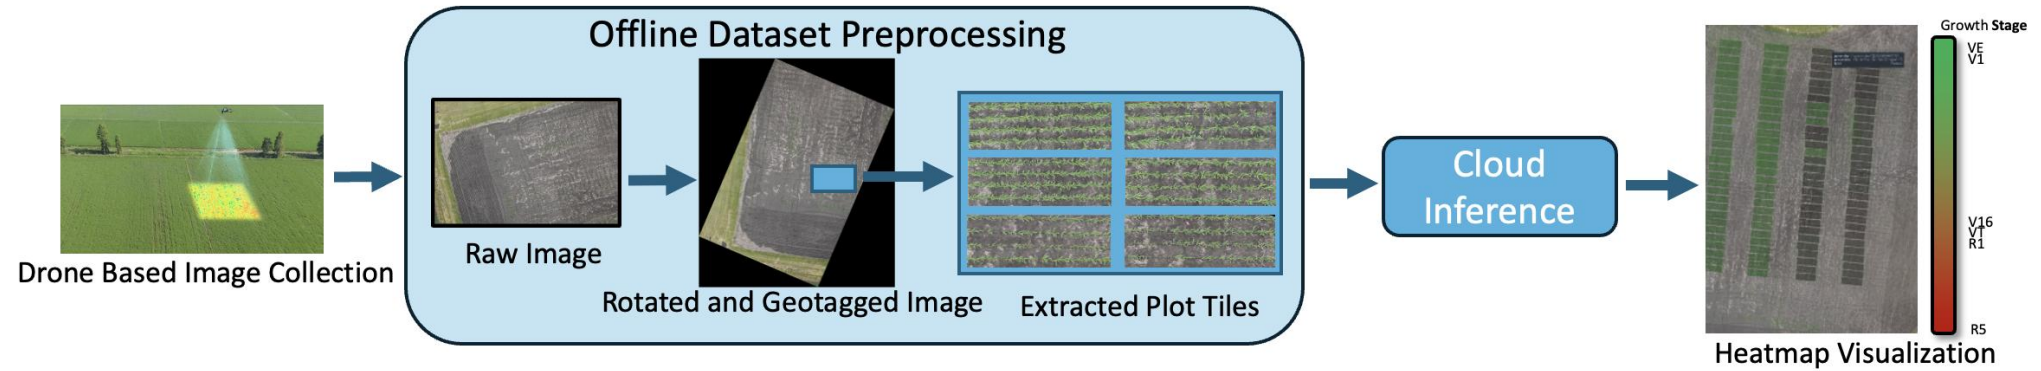 Offline Dataset Preprocessing
Drone Based Image Collection
Raw Image
Rotated and Geotagged Image
Extracted Plot Tiles
Cloud
Inference
Growth Stage
VE
V1
V16
VT
R1
R5
Heatmap Visualization